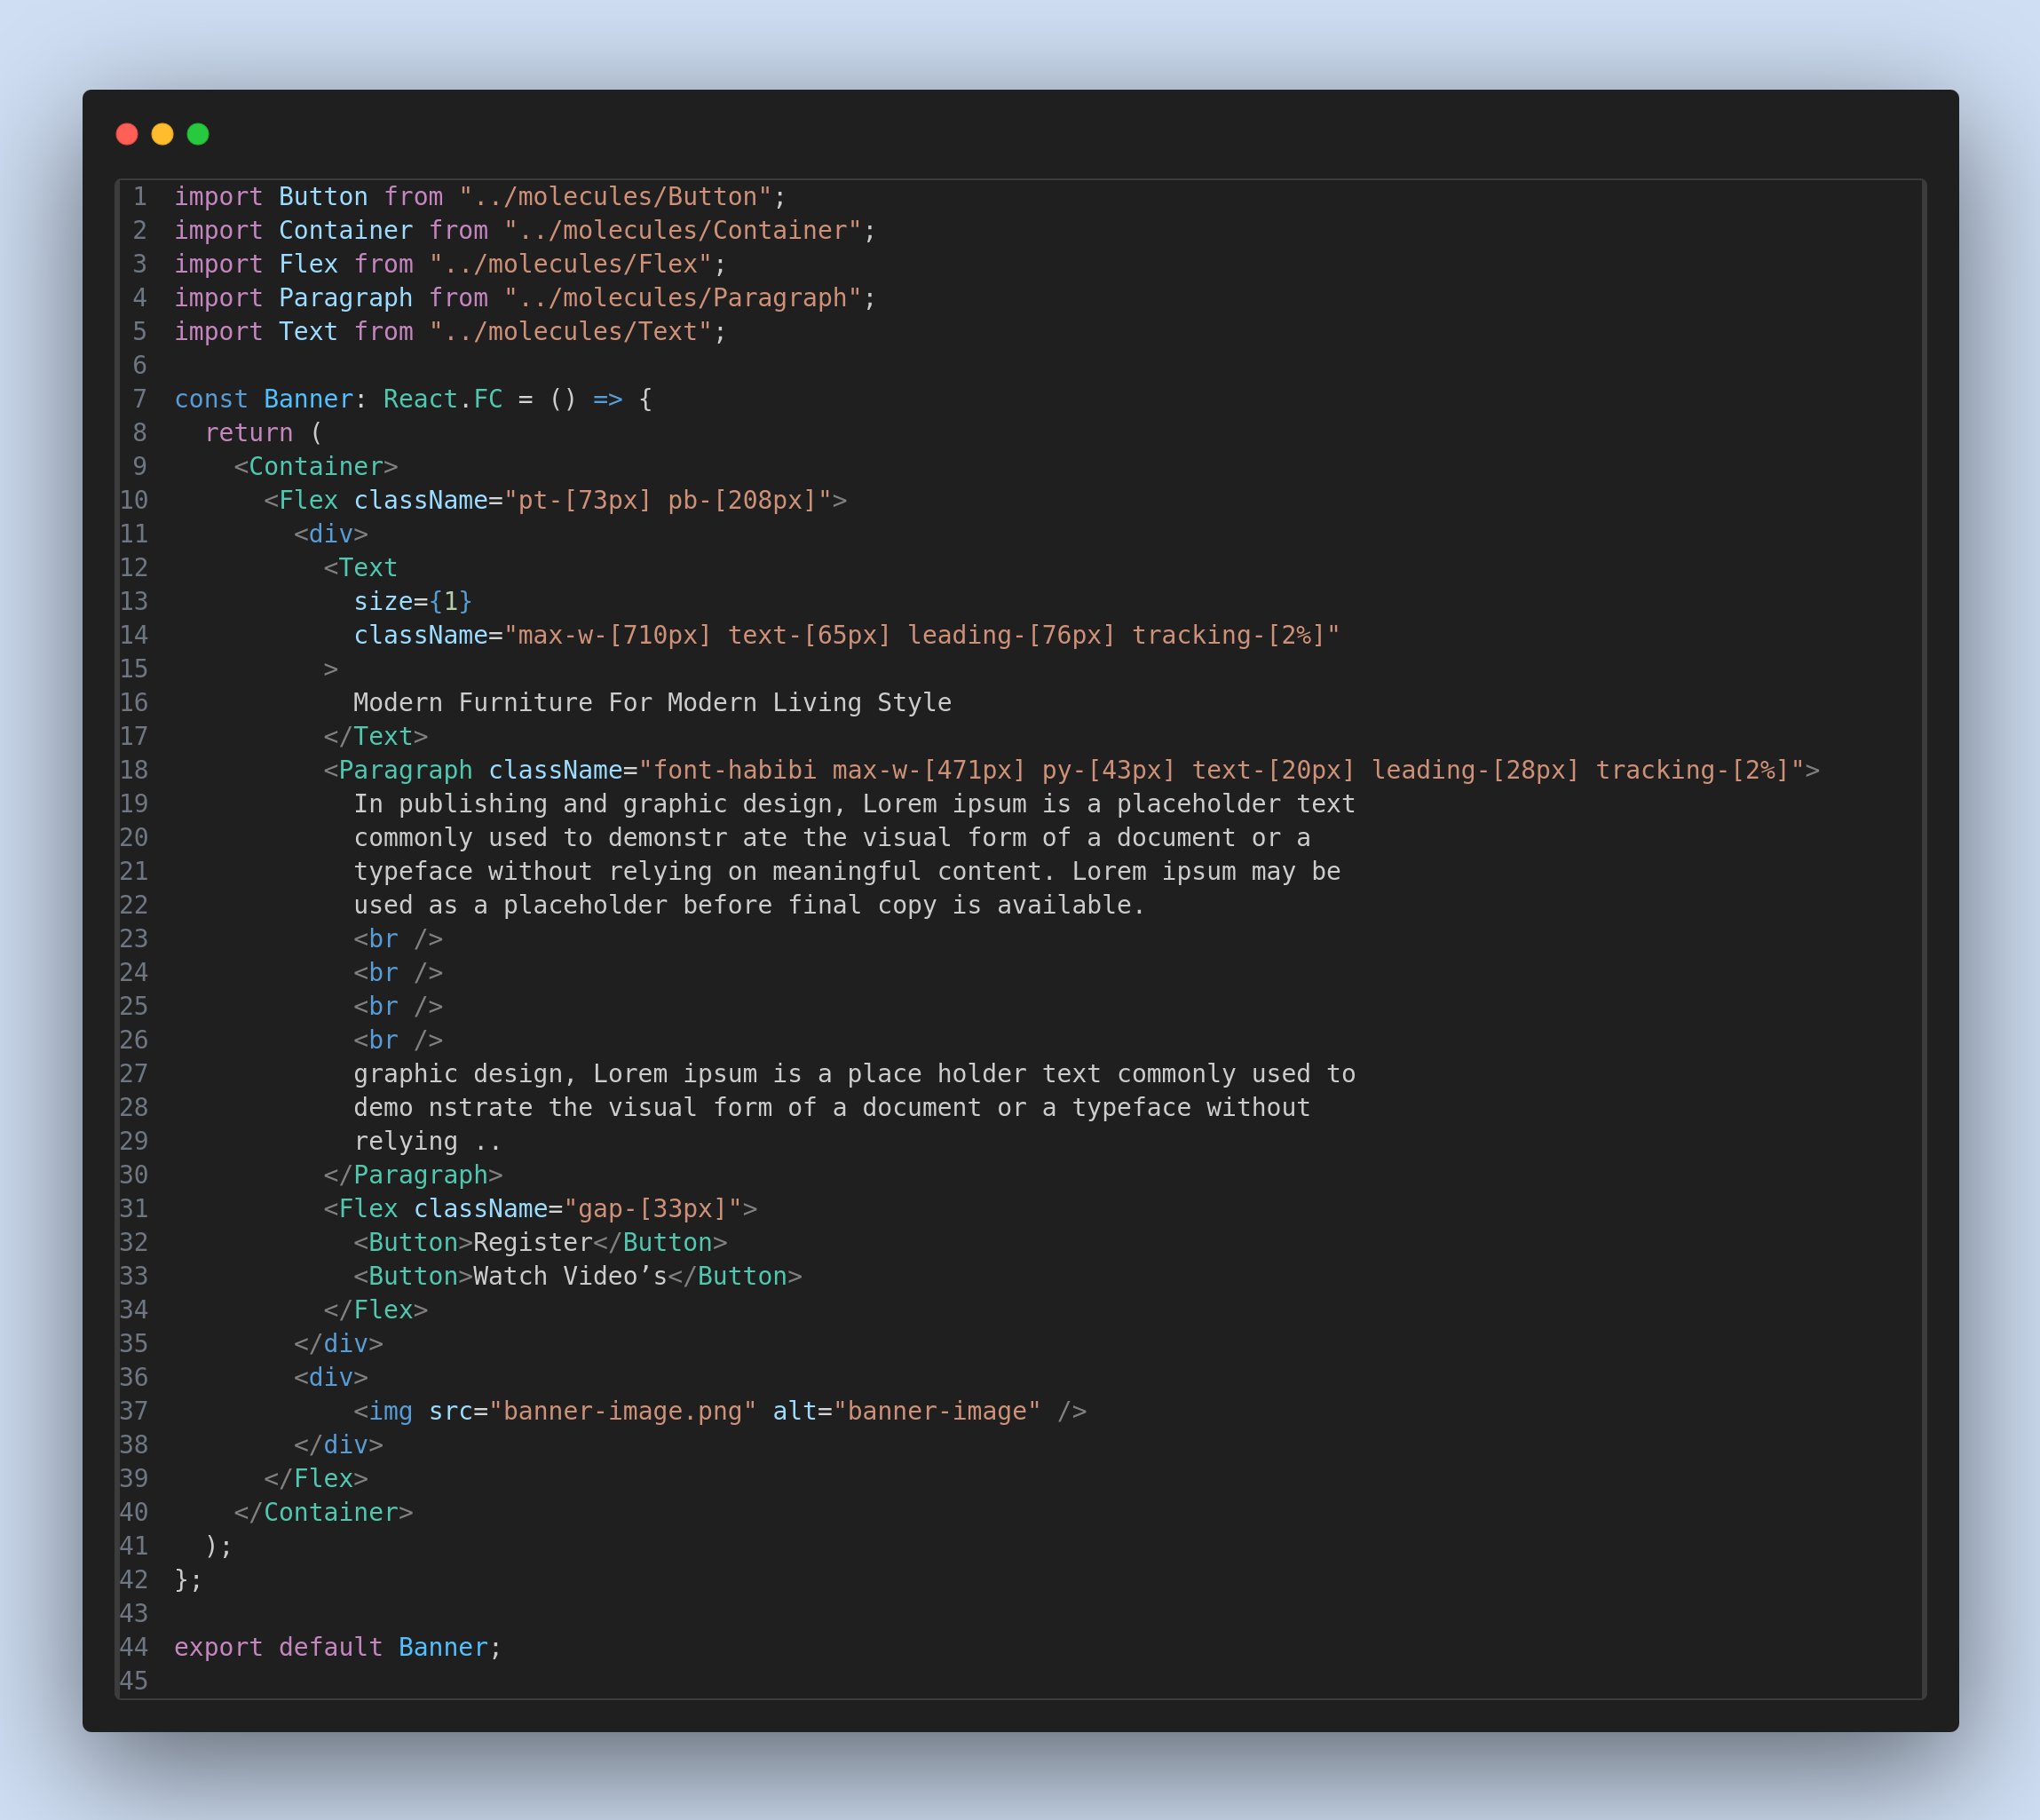 1 import Button from "../molecules/Button";
2 import Container from "../molecules/Container";
3 import Flex from "../molecules/Flex";
4 import Paragraph from "../molecules/Paragraph";
5 import Text from "../molecules/Text";
6
7 const Banner: React.FC = () => {
8   return (
9     <Container>
10       <Flex className="pt-[73px] pb-[208px]">
11         <div>
12           <Text
13             size={1}
14             className="max-w-[710px] text-[65px] leading-[76px] tracking-[2%]"
15           >
16             Modern Furniture For Modern Living Style
17           </Text>
18           <Paragraph className="font-habibi max-w-[471px] py-[43px] text-[20px] leading-[28px] tracking-[2%]">
19             In publishing and graphic design, Lorem ipsum is a placeholder text
20             commonly used to demonstr ate the visual form of a document or a
21             typeface without relying on meaningful content. Lorem ipsum may be
22             used as a placeholder before final copy is available.
23             <br />
24             <br />
25             <br />
26             <br />
27             graphic design, Lorem ipsum is a place holder text commonly used to
28             demo nstrate the visual form of a document or a typeface without
29             relying ..
30           </Paragraph>
31           <Flex className="gap-[33px]">
32             <Button>Register</Button>
33             <Button>Watch Video’s</Button>
34           </Flex>
35         </div>
36         <div>
37             <img src="banner-image.png" alt="banner-image" />
38         </div>
39       </Flex>
40     </Container>
41   );
42 };
43
44 export default Banner;
45